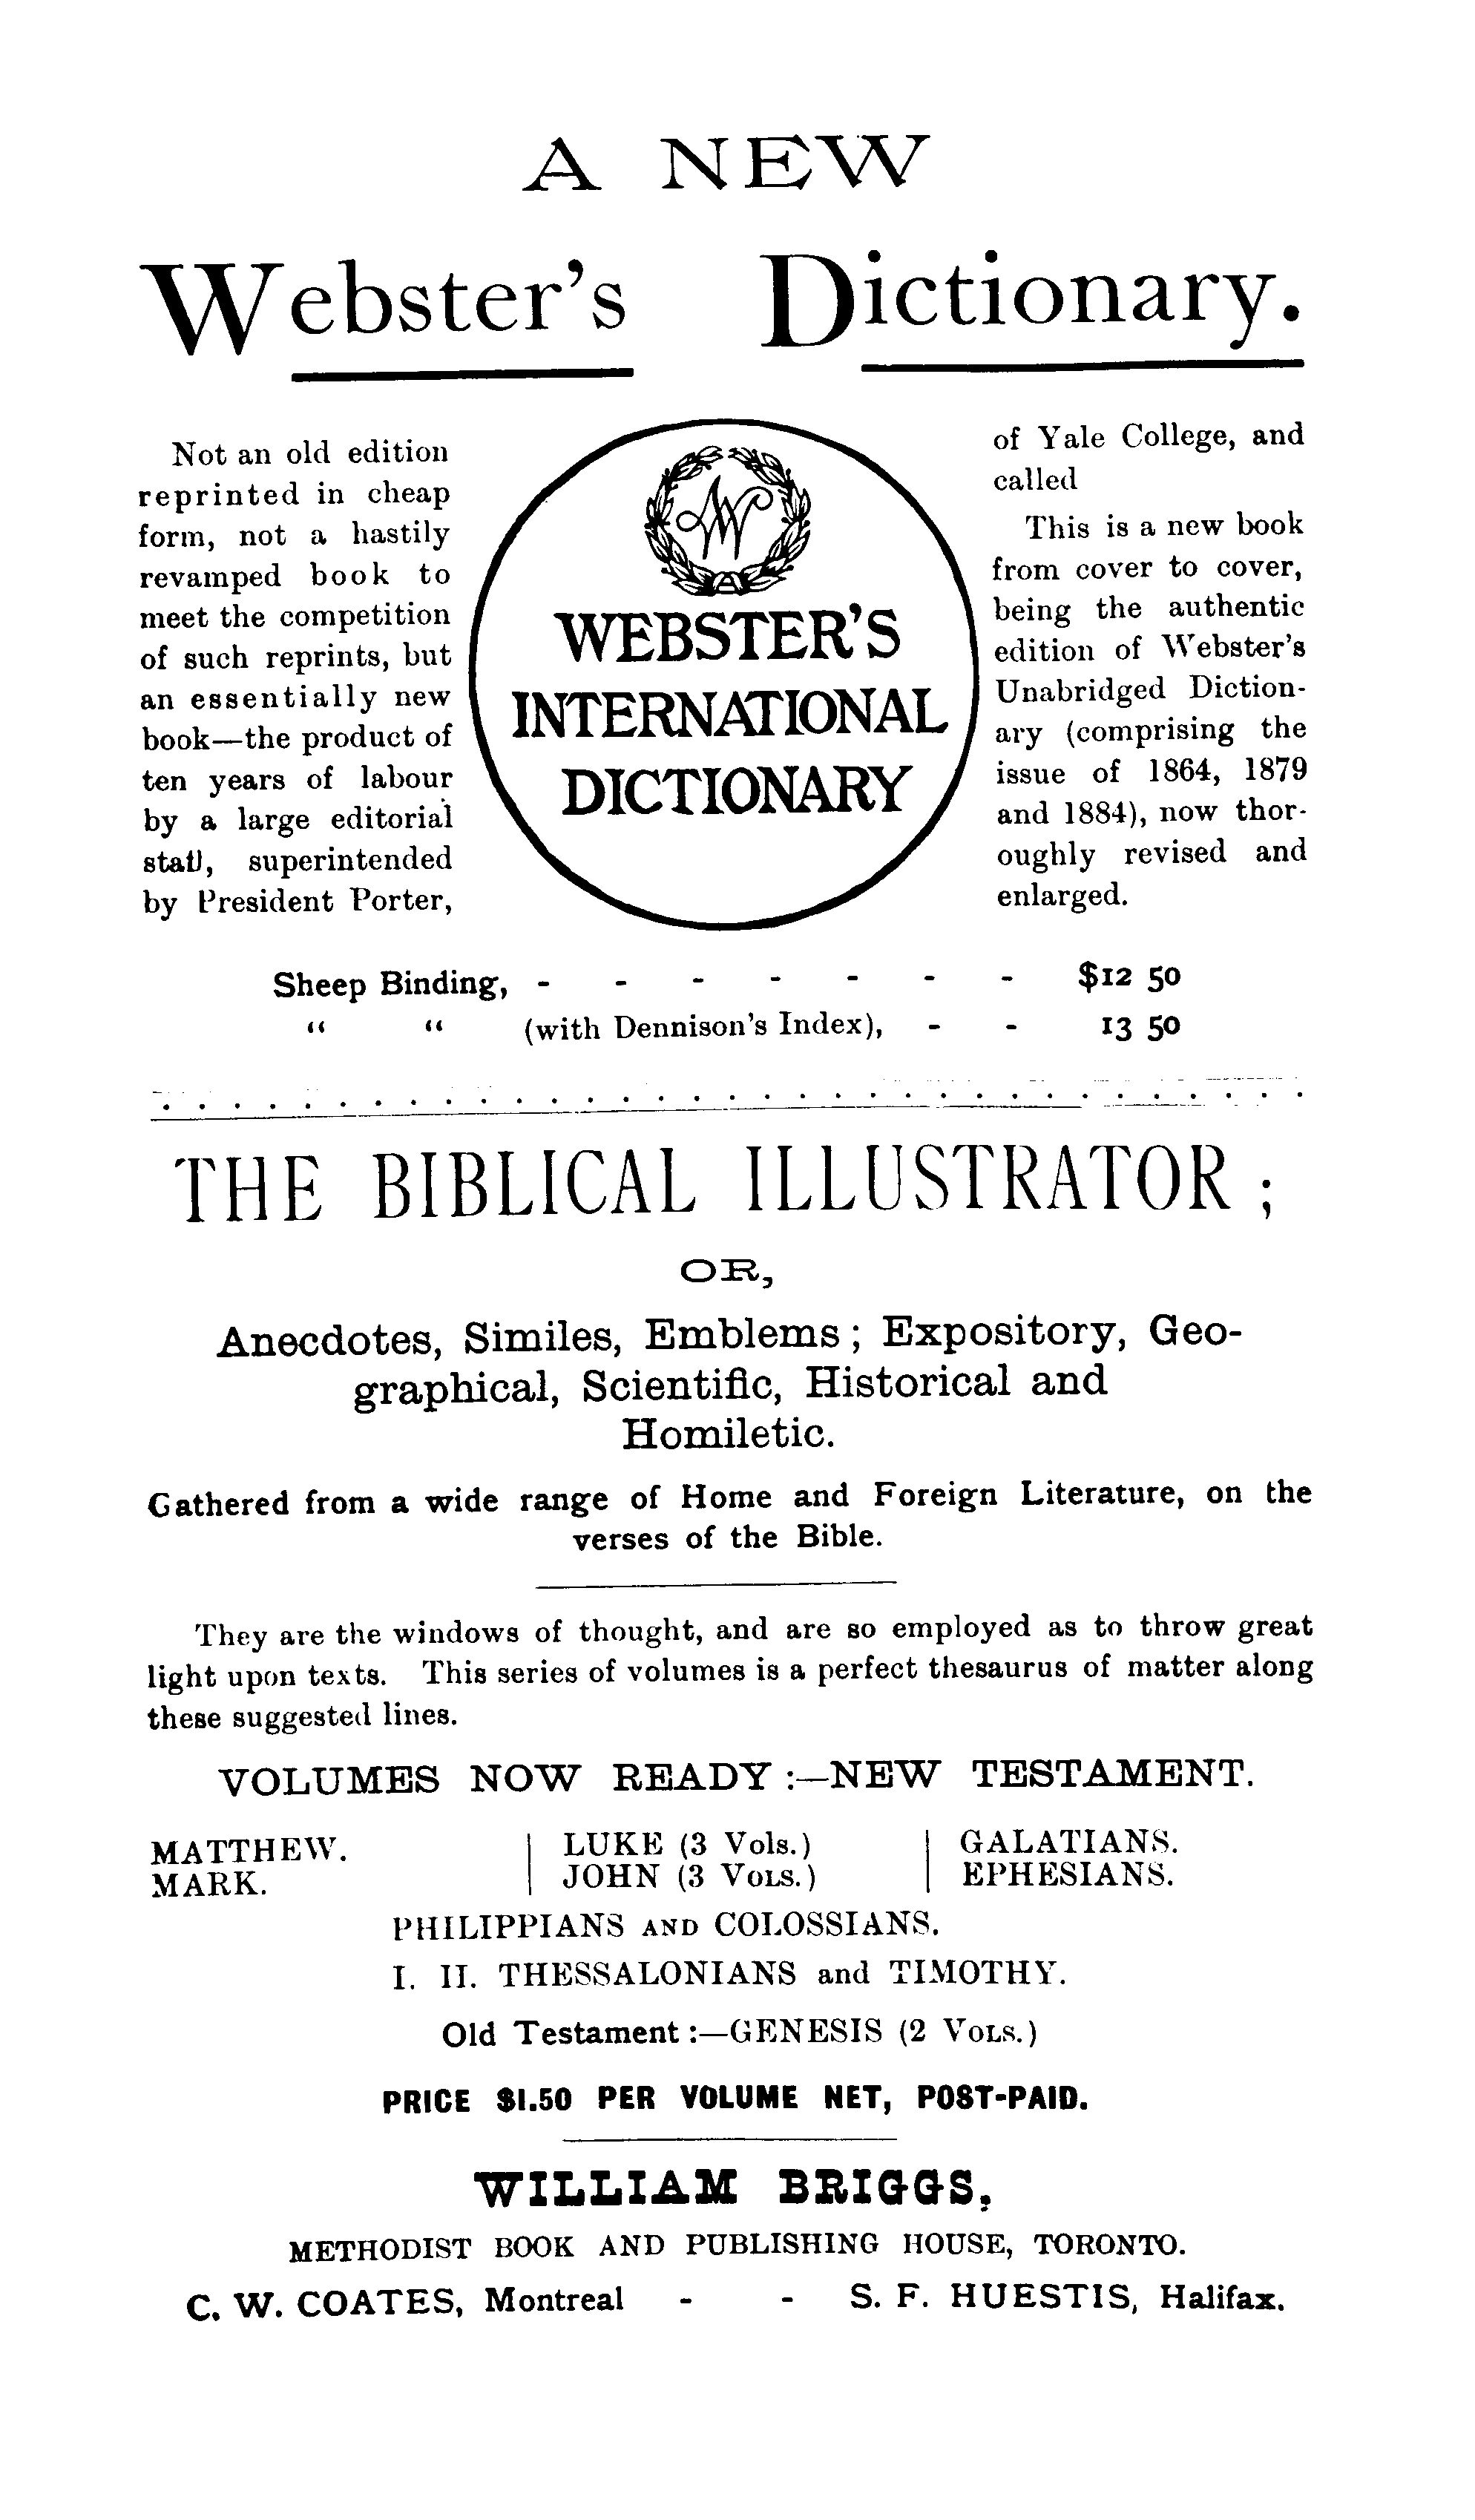 A NEW
Webster's Dictionary.
Not an old edition
reprinted in cheap
form, not a hastily
revamped book to
meet the competition
of such reprints, but
an essentially new
book—the product of
ten years of labour
by a large editorial
staff, superintended
by President Porter,
WEBSTER'S
INTERNATIONAL
DICTIONARY
of Yale College, and
called
This is a new book
from cover to cover,
being the authentic
edition of Webster's
Unabridged Diction-
ary (comprising the
issue of 1864, 1879
and 1884), now thor-
oughly revised and
enlarged.
Sheep Binding, - - - - - - - $12 50
" " (with Dennison's Index), - - 13 50
THE BIBLICAL ILLUSTRATOR ;
OR,
Anecdotes, Similes, Emblems ; Expository, Geo-
graphical, Scientific, Historical and
Homiletic.
Gathered from a wide range of Home and Foreign Literature, on the
verses of the Bible.
They are the windows of thought, and are so employed as to throw great
light upon texts. This series of volumes is a perfect thesaurus of matter along
these suggested lines.
VOLUMES NOW READY :—NEW TESTAMENT.
MATTHEW. | LUKE (3 Vols.) | GALATIANS.
MARK. | JOHN (3 VOLS.) | EPHESIANS.
PHILIPPIANS AND COLOSSIANS.
I. II. THESSALONIANS and TIMOTHY.
Old Testament :—GENESIS (2 VOLS.)
PRICE $1.50 PER VOLUME NET, POST-PAID.
WILLIAM BRIGGS,
METHODIST BOOK AND PUBLISHING HOUSE, TORONTO.
C. W. COATES, Montreal - - S. F. HUESTIS, Halifax.